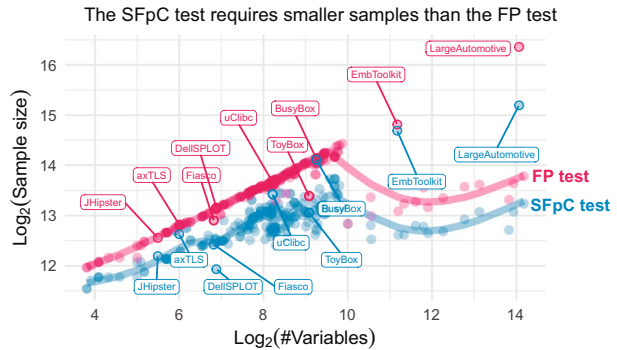 The SFpC test requires smaller samples than the FP test
Log2(Sample size)
16
15
14
13
12
LargeAutomotive
EmbToolkit
BusyBox
uClibc
ToyBox
DellSPLOT
axTLS
Fiasco
JHipster
LargeAutomotive
EmbToolkit
FP test
SFpC test
BusyBox
uClibc
ToyBox
axTLS
JHipster
DellSPLOT
Fiasco
4 6 8 10 12 14
Log2(#Variables)